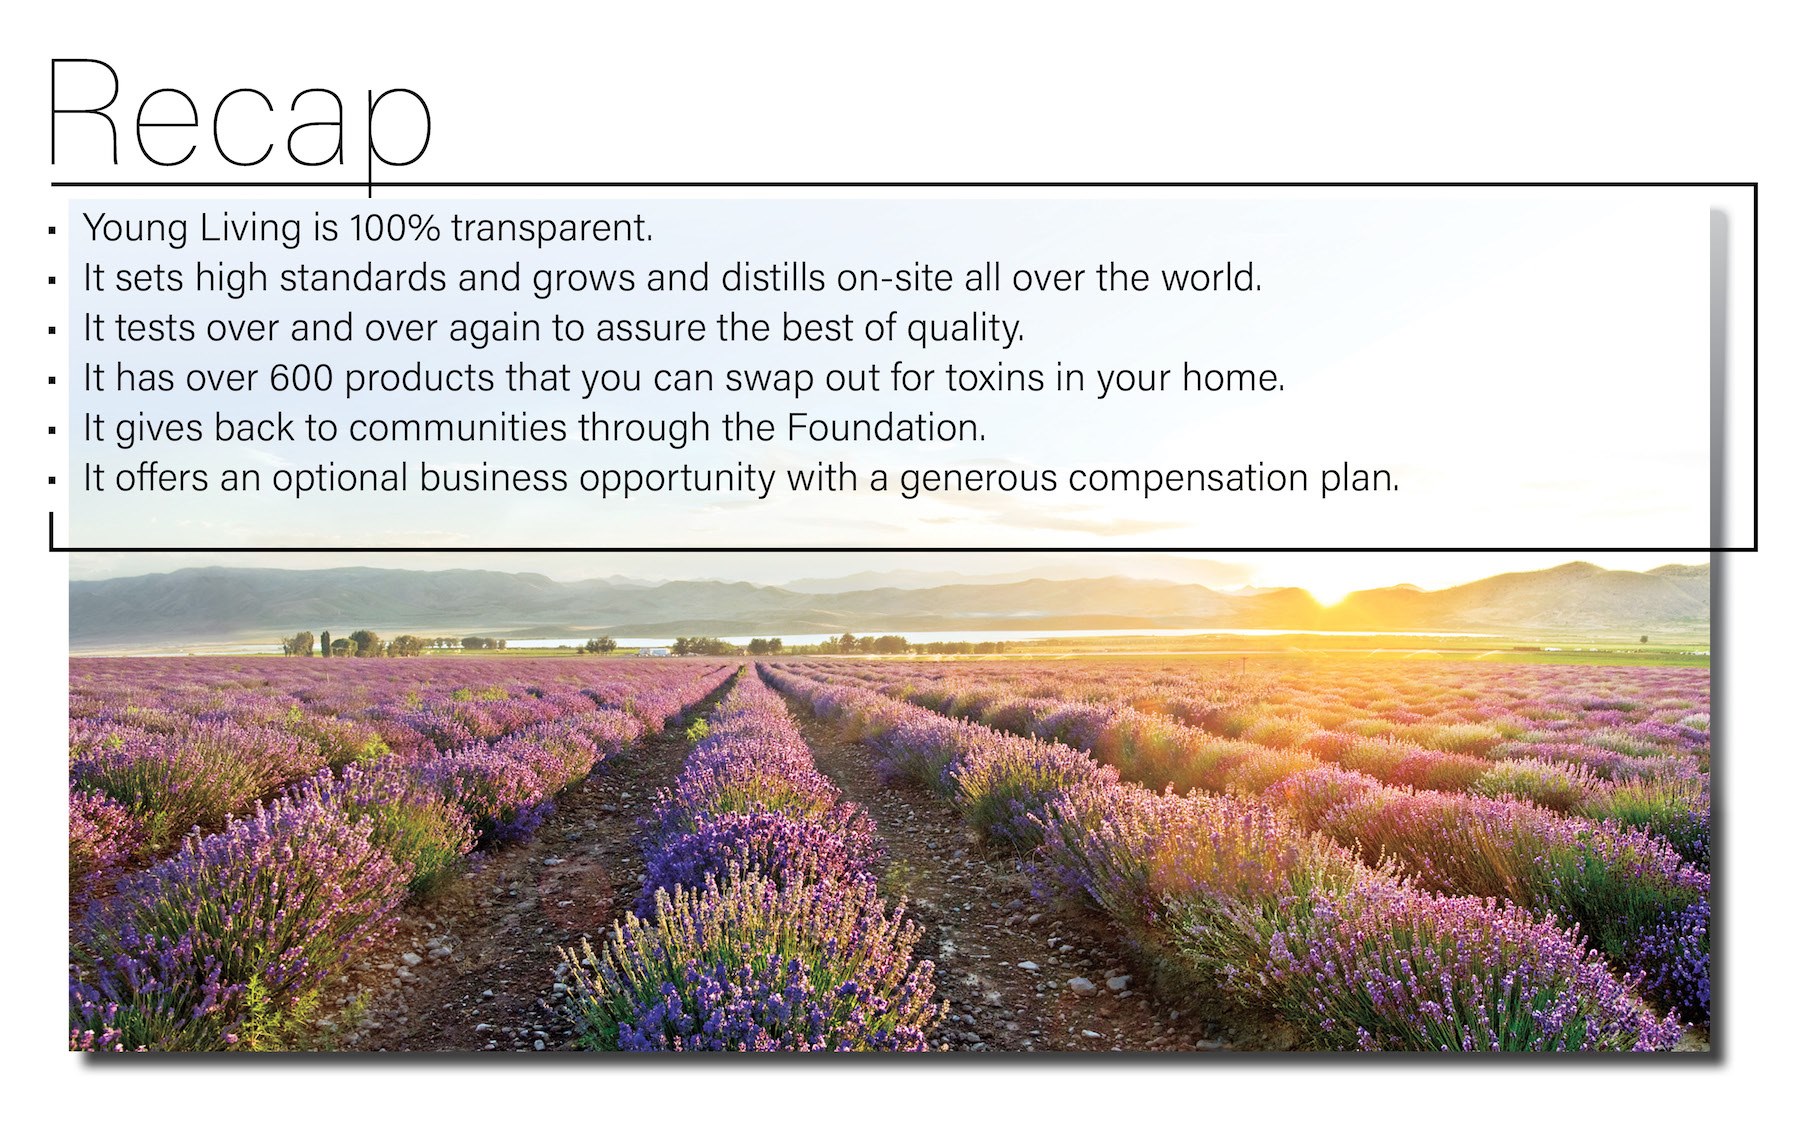 Recap
▪ Young Living is 100% transparent.
▪ It sets high standards and grows and distills on-site all over the world.
▪ It tests over and over again to assure the best of quality.
▪ It has over 600 products that you can swap out for toxins in your home.
▪ It gives back to communities through the Foundation.
▪ It offers an optional business opportunity with a generous compensation plan.